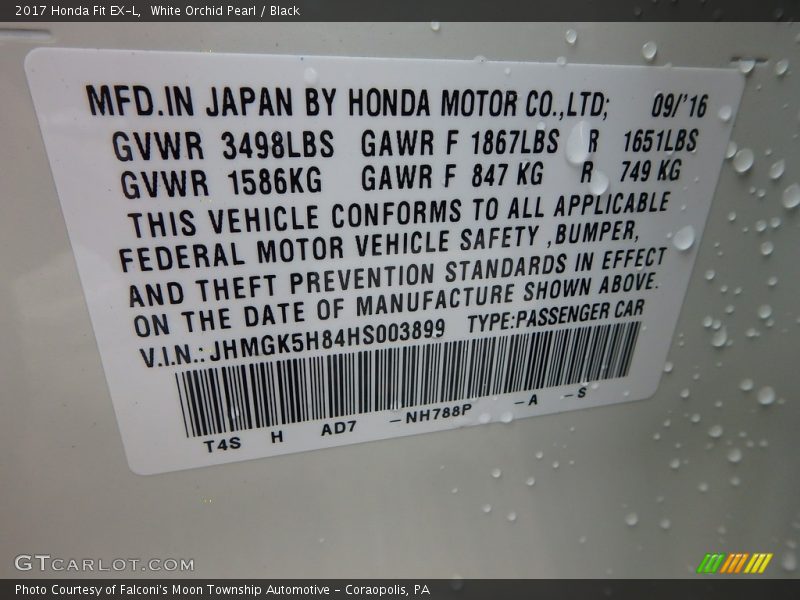 2017 Honda Fit EX-L,  White Orchid Pearl / Black
MFD.IN JAPAN BY HONDA MOTOR CO.,LTD; 09/'16
GVWR 3498LBS GAWR F 1867LBS R 1651LBS
GVWR 1586KG GAWR F 847 KG R 749 KG
THIS VEHICLE CONFORMS TO ALL APPLICABLE
FEDERAL MOTOR VEHICLE SAFETY ,BUMPER,
AND THEFT PREVENTION STANDARDS IN EFFECT
ON THE DATE OF MANUFACTURE SHOWN ABOVE.
V.I.N.: JHMGK5H84HS003899 TYPE:PASSENGER CAR
T4S H AD7 -NH788P -A -S
GTCARLOT.COM
Photo Courtesy of Falconi's Moon Township Automotive - Coraopolis, PA